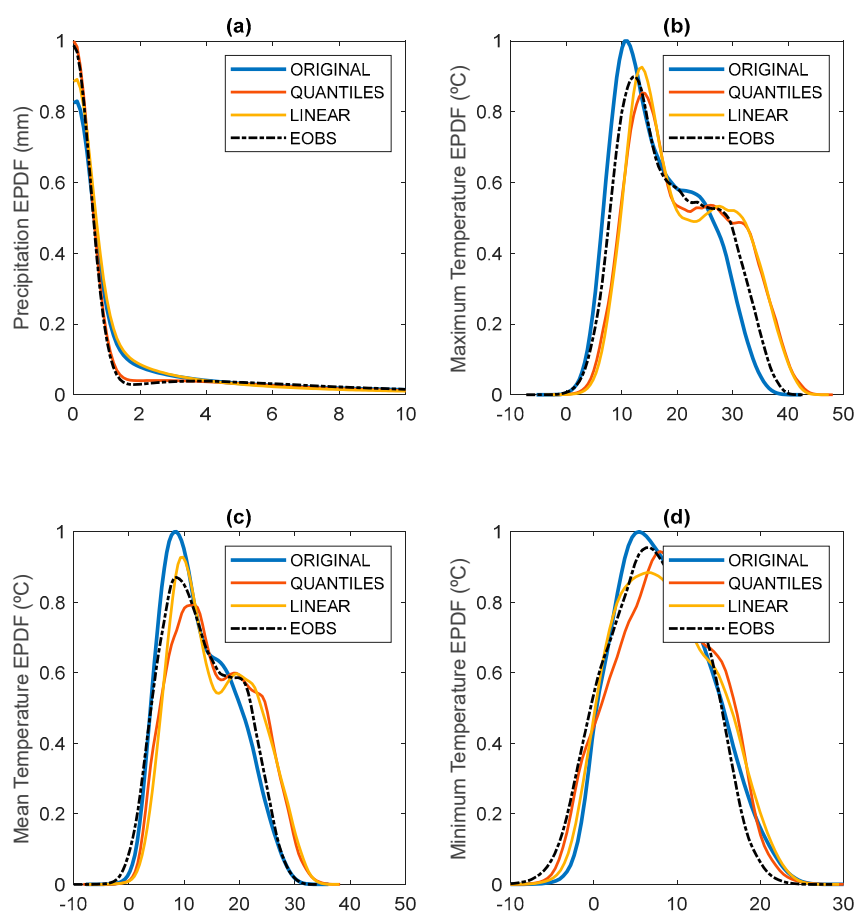 (a)
Precipitation EPDF (mm)
1
0.8
0.6
0.4
0.2
0
0
2
4
6
8
10
ORIGINAL
QUANTILES
LINEAR
EOBS
(b)
Maximum Temperature EPDF (ºC)
1
0.8
0.6
0.4
0.2
0
-10
0
10
20
30
40
50
ORIGINAL
QUANTILES
LINEAR
EOBS
(c)
Mean Temperature EPDF (ºC)
1
0.8
0.6
0.4
0.2
0
-10
0
10
20
30
40
50
ORIGINAL
QUANTILES
LINEAR
EOBS
(d)
Minimum Temperature EPDF (ºC)
1
0.8
0.6
0.4
0.2
0
-10
0
10
20
30
ORIGINAL
QUANTILES
LINEAR
EOBS